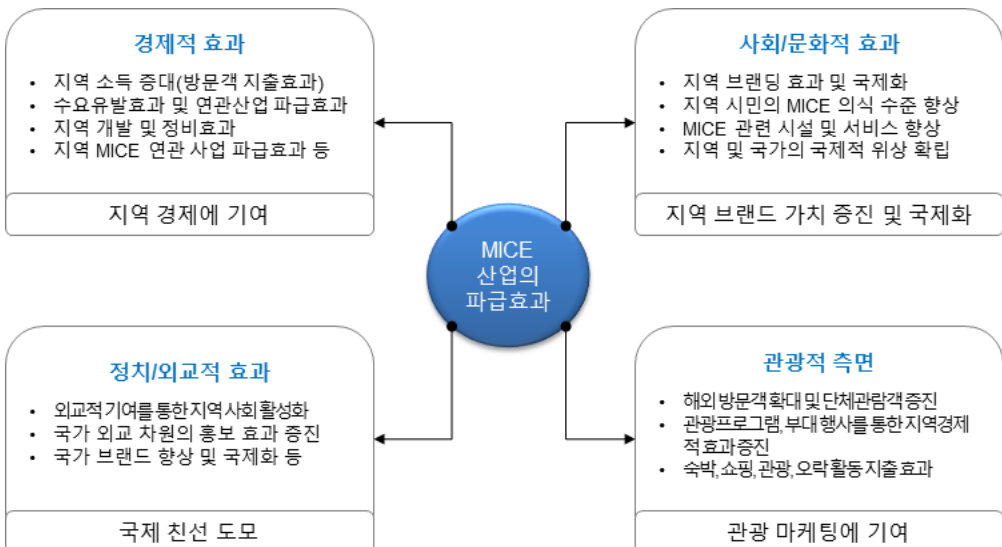 경제적 효과
• 지역 소득 증대(방문객 지출효과)
• 수요유발효과 및 연관산업 파급효과
• 지역 개발 및 정비효과
• 지역 MICE 연관 사업 파급효과 등
지역 경제에 기여
사회/문화적 효과
• 지역 브랜딩 효과 및 국제화
• 지역 시민의 MICE 의식 수준 향상
• MICE 관련 시설 및 서비스 향상
• 지역 및 국가의 국제적 위상 확립
지역 브랜드 가치 증진 및 국제화
MICE
산업의
파급효과
정치/외교적 효과
• 외교적 기여를 통한 지역 사회 활성화
• 국가 외교 차원의 홍보 효과 증진
• 국가 브랜드 향상 및 국제화 등
국제 친선 도모
관광적 측면
• 해외 방문객 확대 및 단체관람객 증진
• 관광프로그램, 부대 행사를 통한 지역경제
적 효과 증진
• 숙박, 쇼핑, 관광, 오락 활동 지출 효과
관광 마케팅에 기여